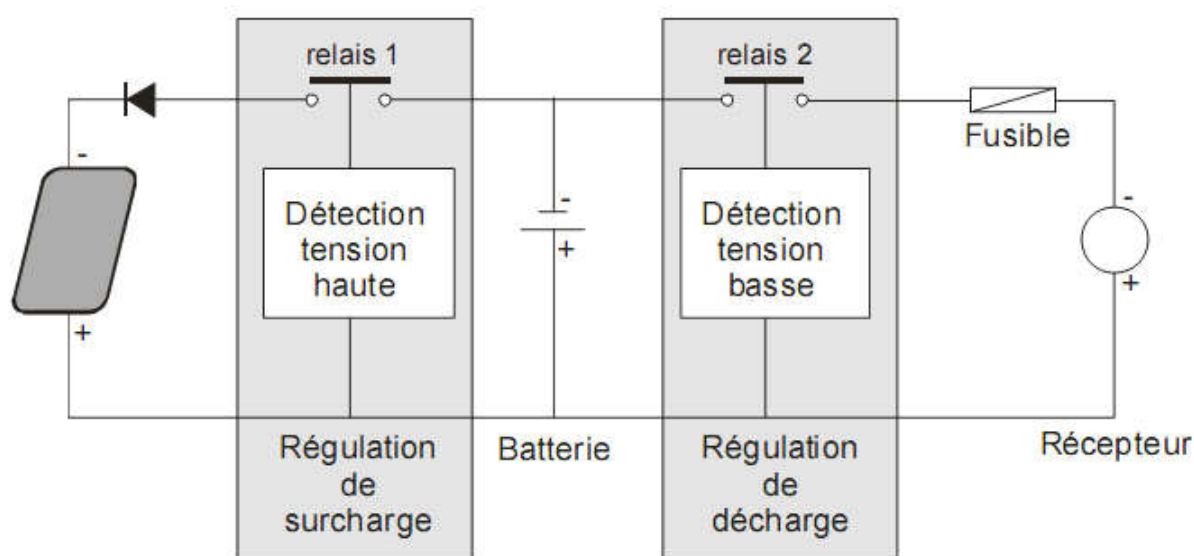 relais 1
relais 2
-
Fusible
-
-
Détection
tension
haute
Détection
tension
basse
+
+
+
Régulation
de
surcharge
Batterie
Régulation
de
décharge
Récepteur